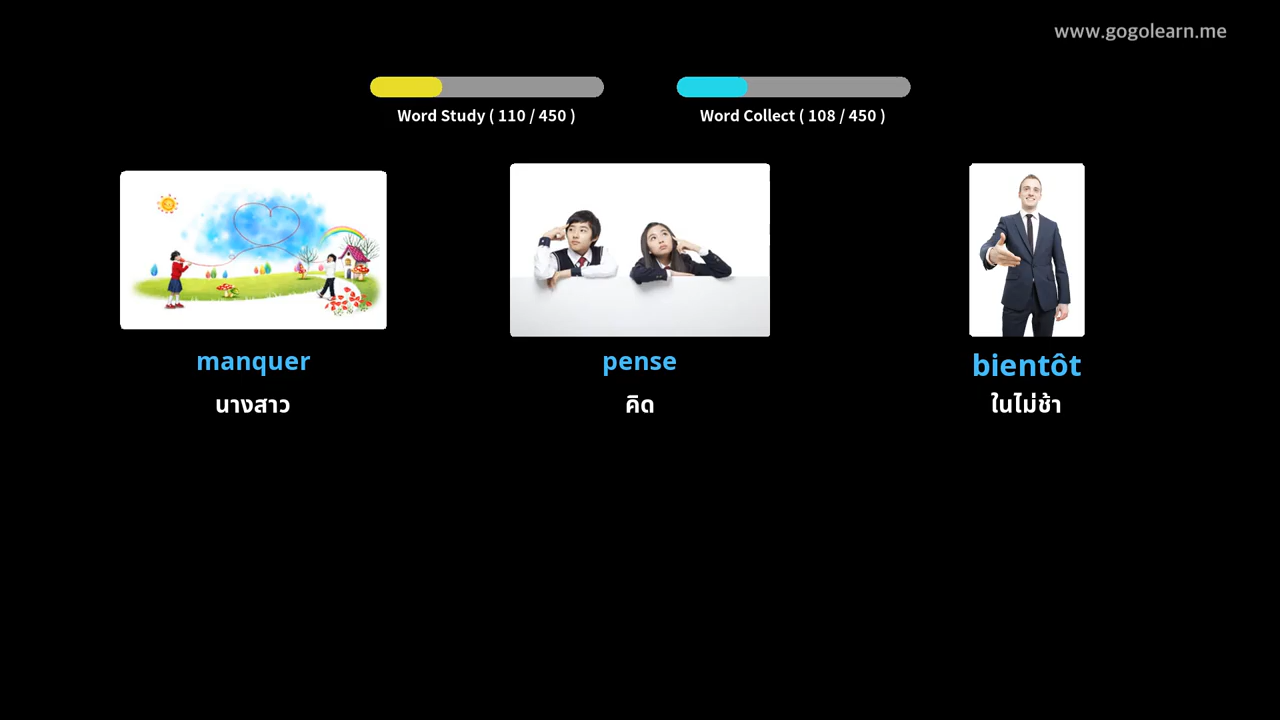 www.gogolearn.me
Word Study ( 110 / 450 )
Word Collect ( 108 / 450 )
manquer
นางสาว
pense
คิด
bientôt
ในไม่ช้า